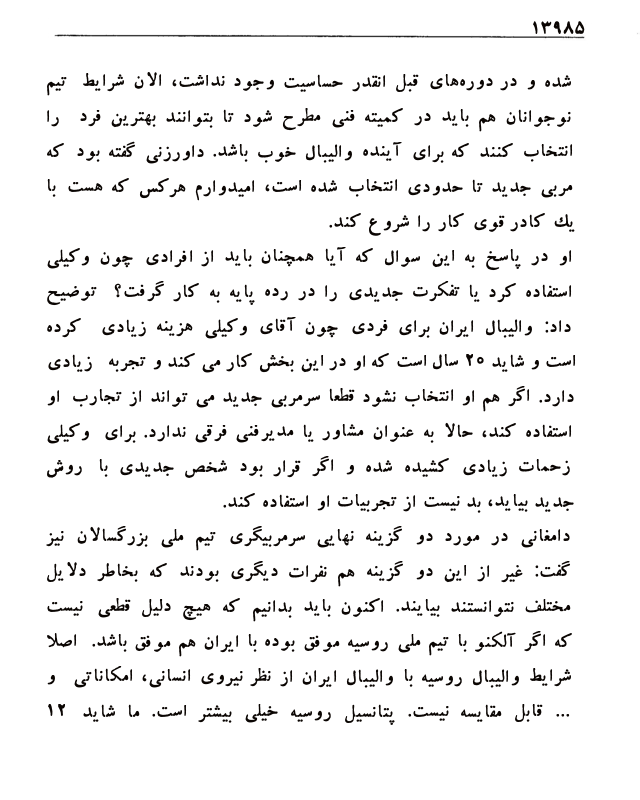 ۱۳۹۸۵
شده و در دوره‌های قبل انقدر حساسیت وجود نداشت، الان شرایط تیم
نوجوانان هم باید در کمیته فنی مطرح شود تا بتوانند بهترین فرد را
انتخاب کنند که برای آینده والیبال خوب باشد. داورزنی گفته بود که
مربی جدید تا حدودی انتخاب شده است، امیدوارم هرکس که هست با
یك کادر قوی کار را شروع کند.
او در پاسخ به این سوال که آیا همچنان باید از افرادی چون وکیلی
استفاده کرد یا تفکرت جدیدی را در رده پایه به کار گرفت؟ توضیح
داد: والیبال ایران برای فردی چون آقای وکیلی هزینه زیادی کرده
است و شاید ۲۵ سال است که او در این بخش کار می کند و تجربه زیادی
دارد. اگر هم او انتخاب نشود قطعا سرمربی جدید می تواند از تجارب او
استفاده کند، حالا به عنوان مشاور یا مدیرفنی فرقی ندارد. برای وکیلی
زحمات زیادی کشیده شده و اگر قرار بود شخص جدیدی با روش
جدید بیاید، بد نیست از تجربیات او استفاده کند.
دامغانی در مورد دو گزینه نهایی سرمربیگری تیم ملی بزرگسالان نیز
گفت: غیر از این دو گزینه هم نفرات دیگری بودند که بخاطر دلایل
مختلف نتوانستند بیایند. اکنون باید بدانیم که هیچ دلیل قطعی نیست
که اگر آلکنو با تیم ملی روسیه موفق بوده با ایران هم موفق باشد. اصلا
شرایط والیبال روسیه با والیبال ایران از نظر نیروی انسانی، امکاناتی و
... قابل مقایسه نیست. پتانسیل روسیه خیلی بیشتر است. ما شاید ۱۲